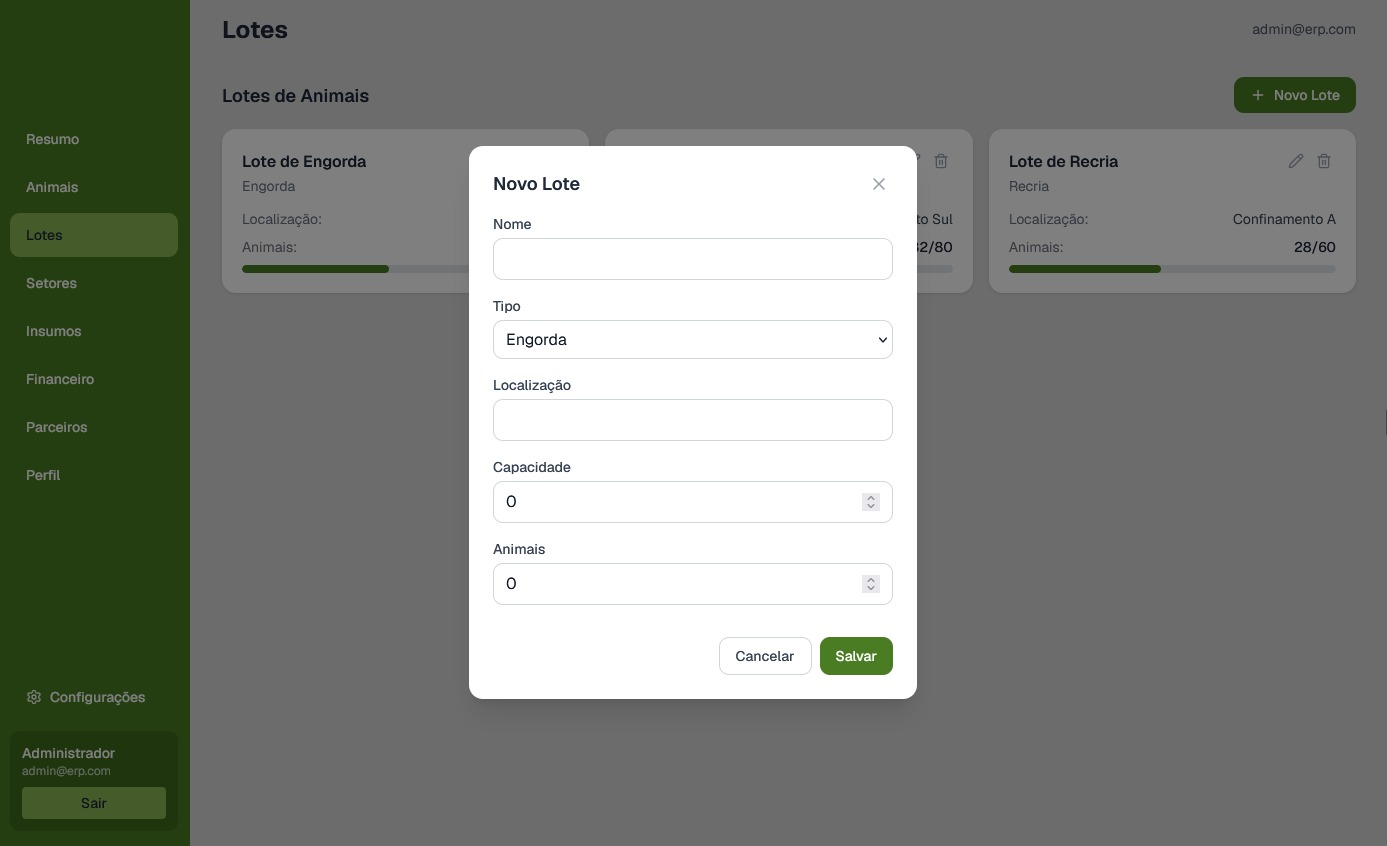 Lotes
admin@erp.com
Resumo
Animais
Lotes
Setores
Insumos
Financeiro
Parceiros
Perfil
Configurações
Administrador
admin@erp.com
Sair
Lotes de Animais
+ Novo Lote
Lote de Engorda
Engorda
Localização:
Animais:
to Sul
32/80
Lote de Recria
Recria
Localização: Confinamento A
Animais: 28/60
Novo Lote
Nome
Tipo
Engorda
Localização
Capacidade
0
Animais
0
Cancelar
Salvar